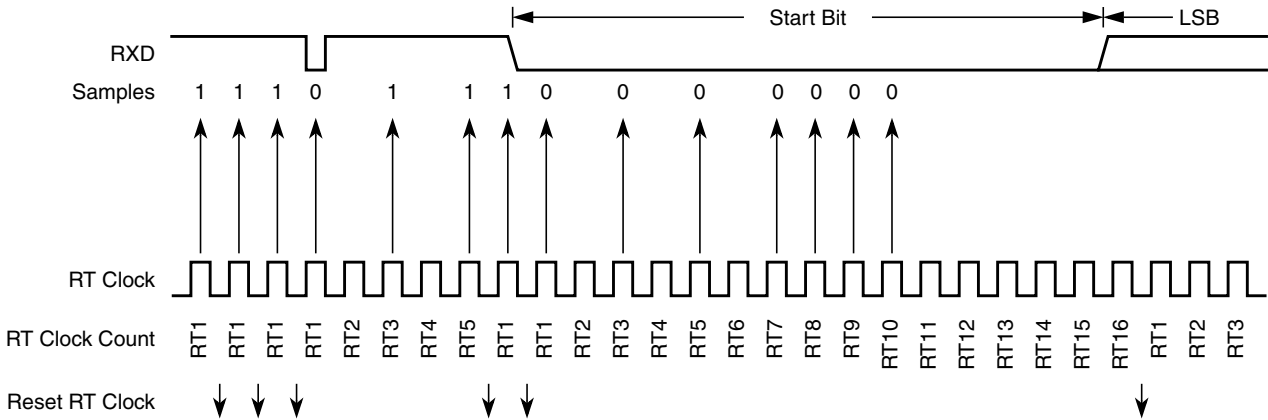 Start Bit LSB
RXD
Samples 1 1 1 0 1 1 1 0 0 0 0 0 0 0
RT Clock
RT Clock Count RT1 RT1 RT1 RT1 RT2 RT3 RT4 RT5 RT1 RT1 RT2 RT3 RT4 RT5 RT6 RT7 RT8 RT9 RT10 RT11 RT12 RT13 RT14 RT15 RT16 RT1 RT2 RT3
Reset RT Clock